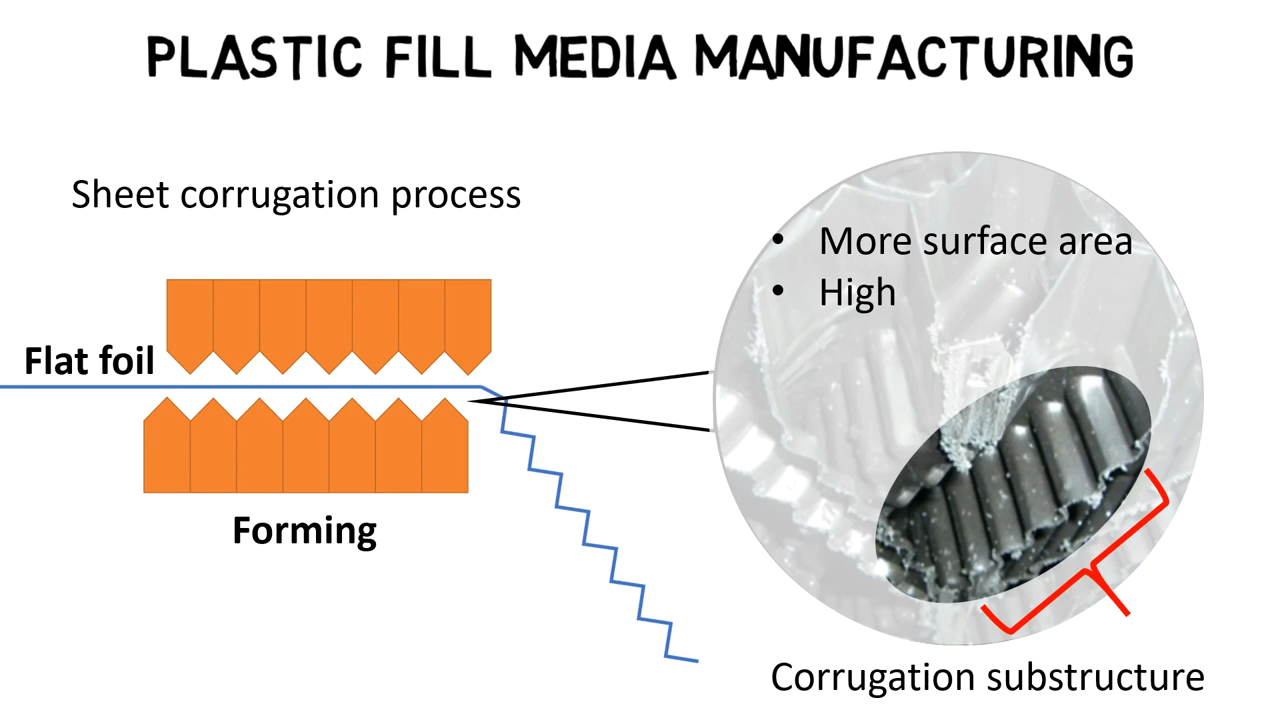 PLASTIC FILL MEDIA MANUFACTURING
Sheet corrugation process
• More surface area
• High
Flat foil
Forming
Corrugation substructure